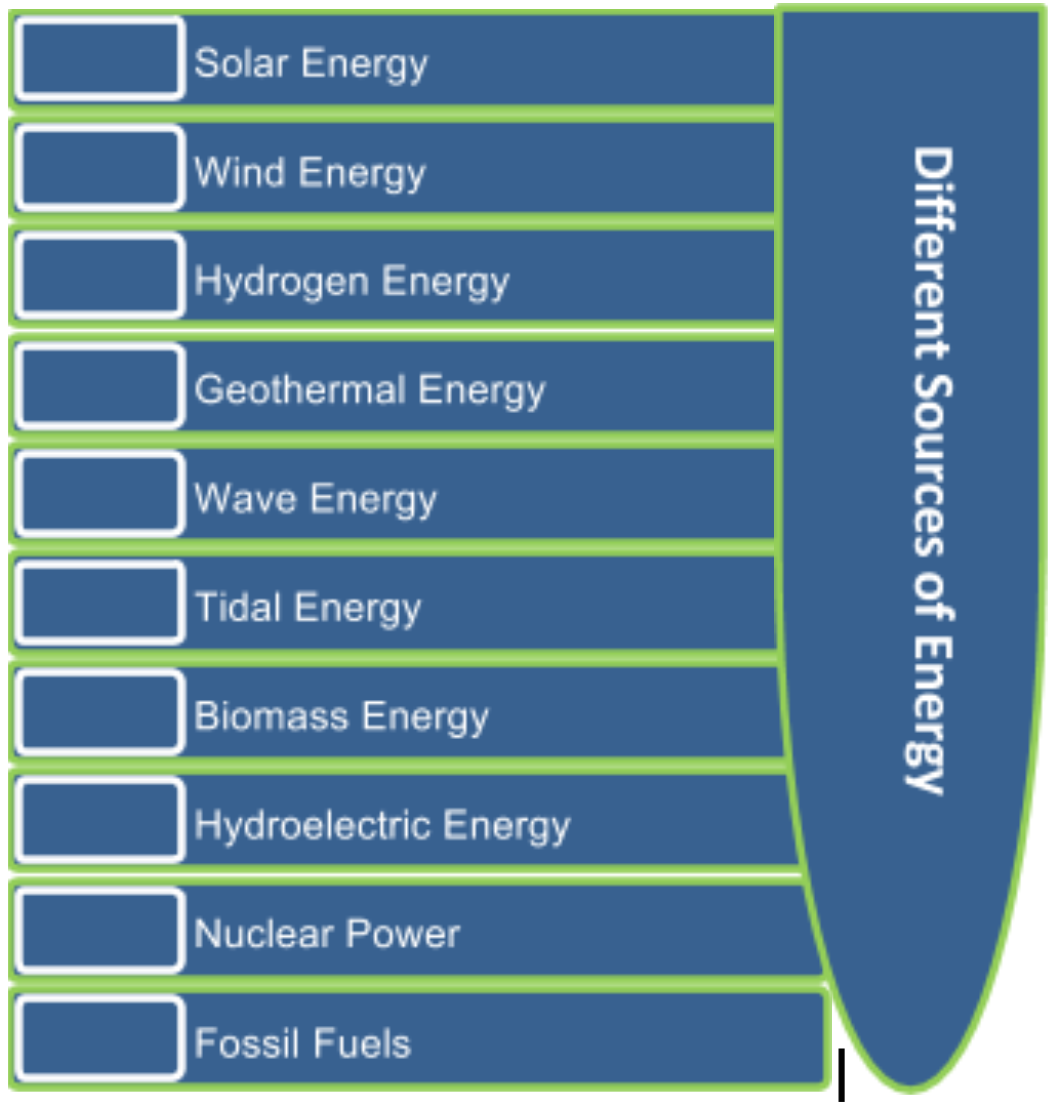 Solar Energy
Wind Energy
Hydrogen Energy
Geothermal Energy
Wave Energy
Tidal Energy
Biomass Energy
Hydroelectric Energy
Nuclear Power
Fossil Fuels
Different Sources of Energy